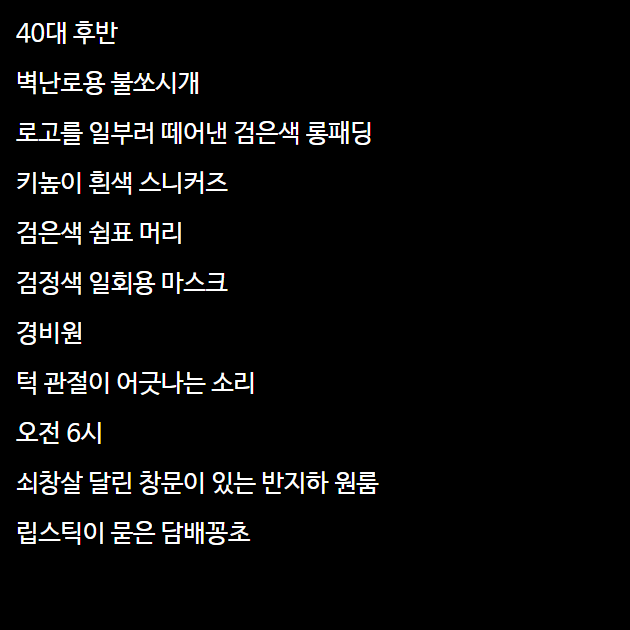 40대 후반
벽난로용 불쏘시개
로고를 일부러 떼어낸 검은색 롱패딩
키높이 흰색 스니커즈
검은색 쉼표 머리
검정색 일회용 마스크
경비원
턱 관절이 어긋나는 소리
오전 6시
쇠창살 달린 창문이 있는 반지하 원룸
립스틱이 묻은 담배꽁초